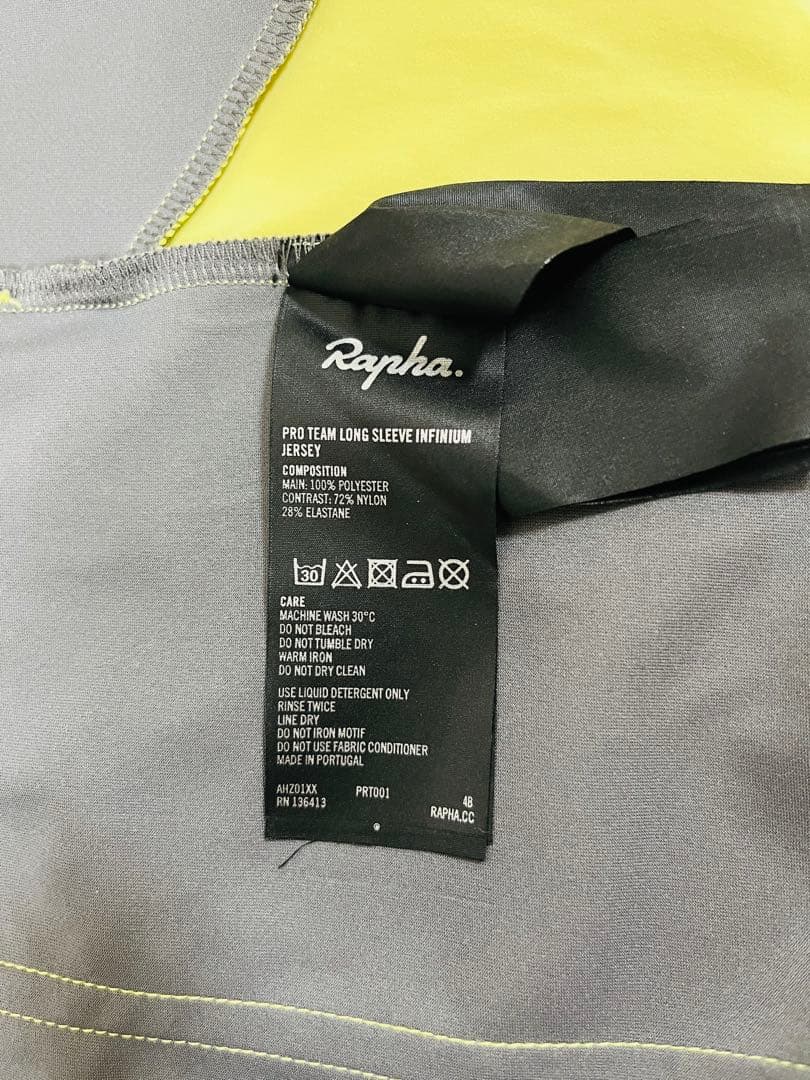 Rapha.
PRO TEAM LONG SLEEVE INFINIUM
JERSEY
COMPOSITION
MAIN: 100% POLYESTER
CONTRAST: 72% NYLON
28% ELASTANE
30
CARE
MACHINE WASH 30°C
DO NOT BLEACH
DO NOT TUMBLE DRY
WARM IRON
DO NOT DRY CLEAN
USE LIQUID DETERGENT ONLY
RINSE TWICE
LINE DRY
DO NOT IRON MOTIF
DO NOT USE FABRIC CONDITIONER
MADE IN PORTUGAL
AHZ01XX PRT001 4B
RN 136413 RAPHA.CC